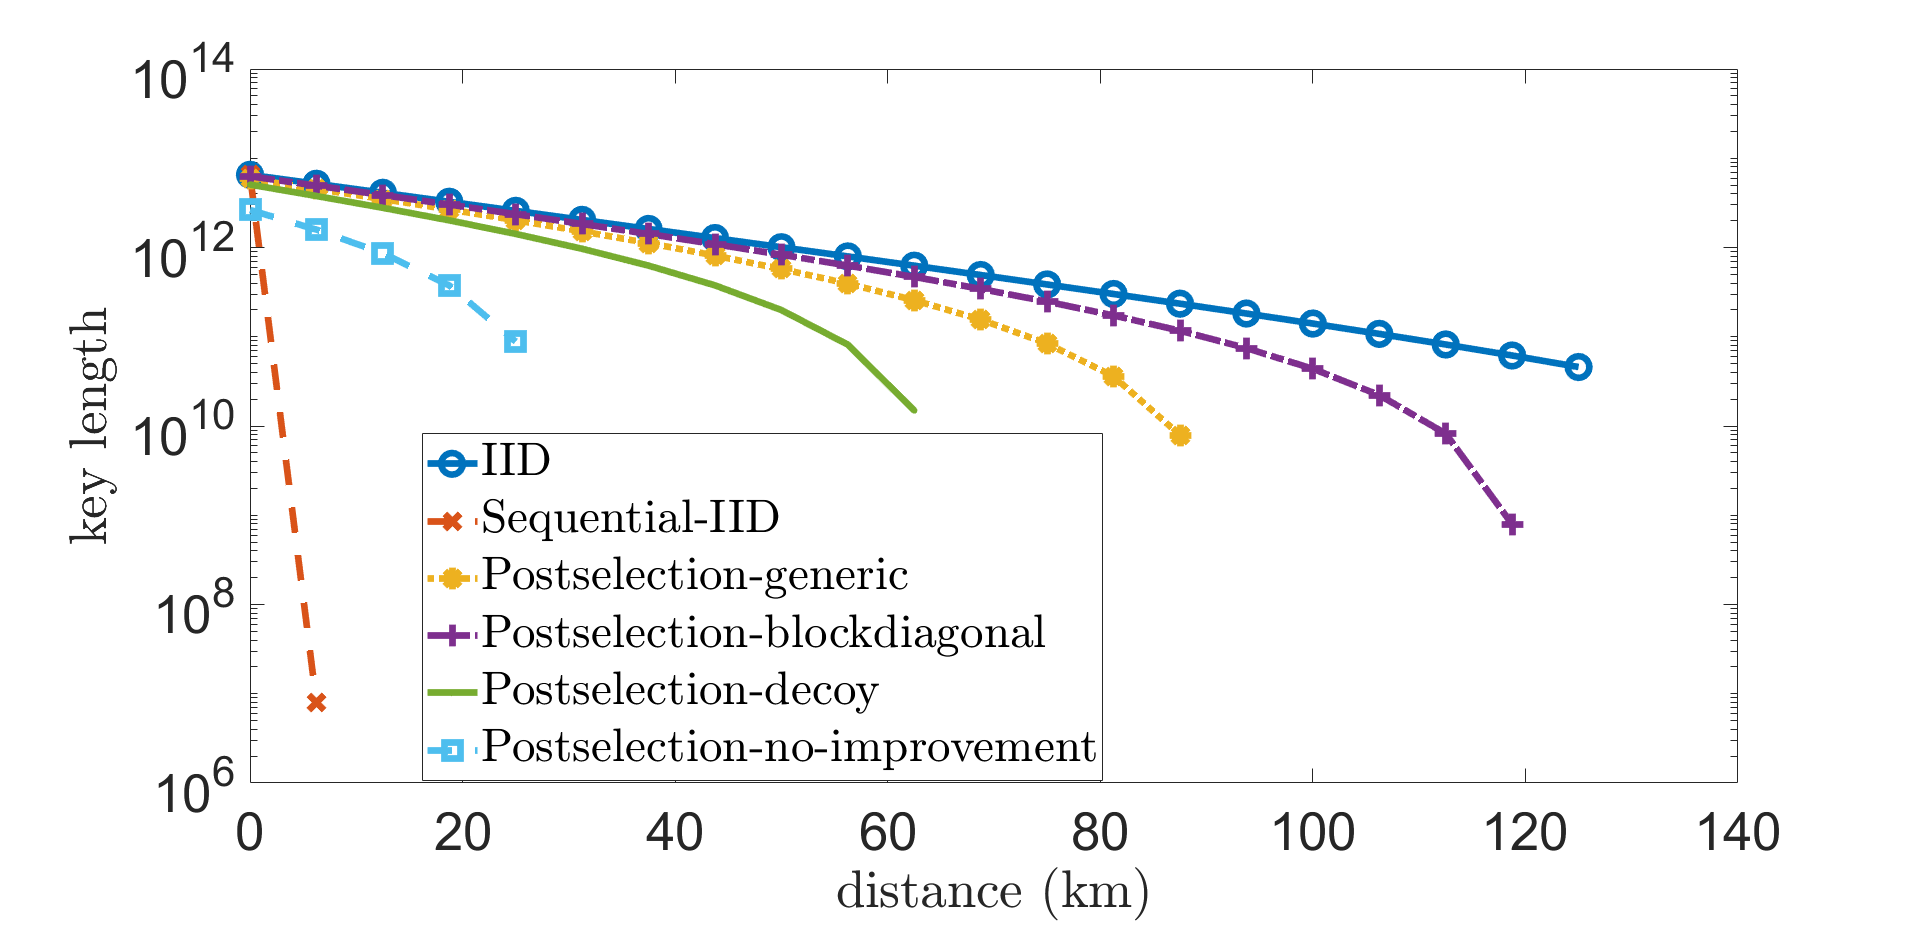 10^14
10^12
10^10
10^8
10^6
key length
IID
Sequential-IID
Postselection-generic
Postselection-blockdiagonal
Postselection-decoy
Postselection-no-improvement
0 20 40 60 80 100 120 140
distance (km)